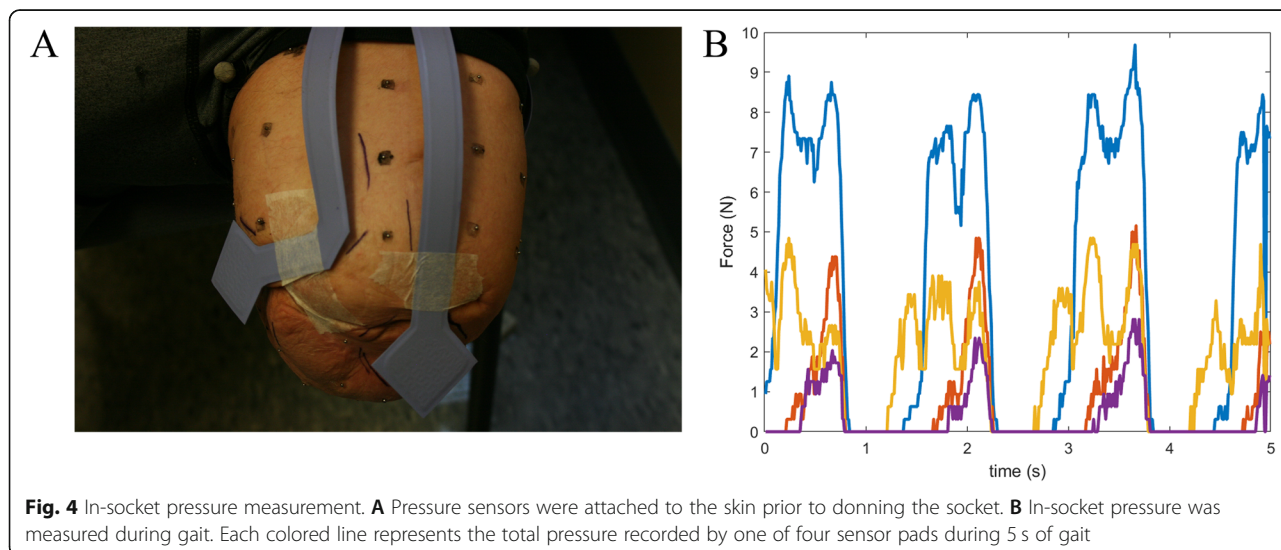 A
B
10
9
8
7
6
5
4
3
2
1
0
Force (N)
0 1 2 3 4 5
time (s)
Fig. 4 In-socket pressure measurement. A Pressure sensors were attached to the skin prior to donning the socket. B In-socket pressure was
measured during gait. Each colored line represents the total pressure recorded by one of four sensor pads during 5 s of gait